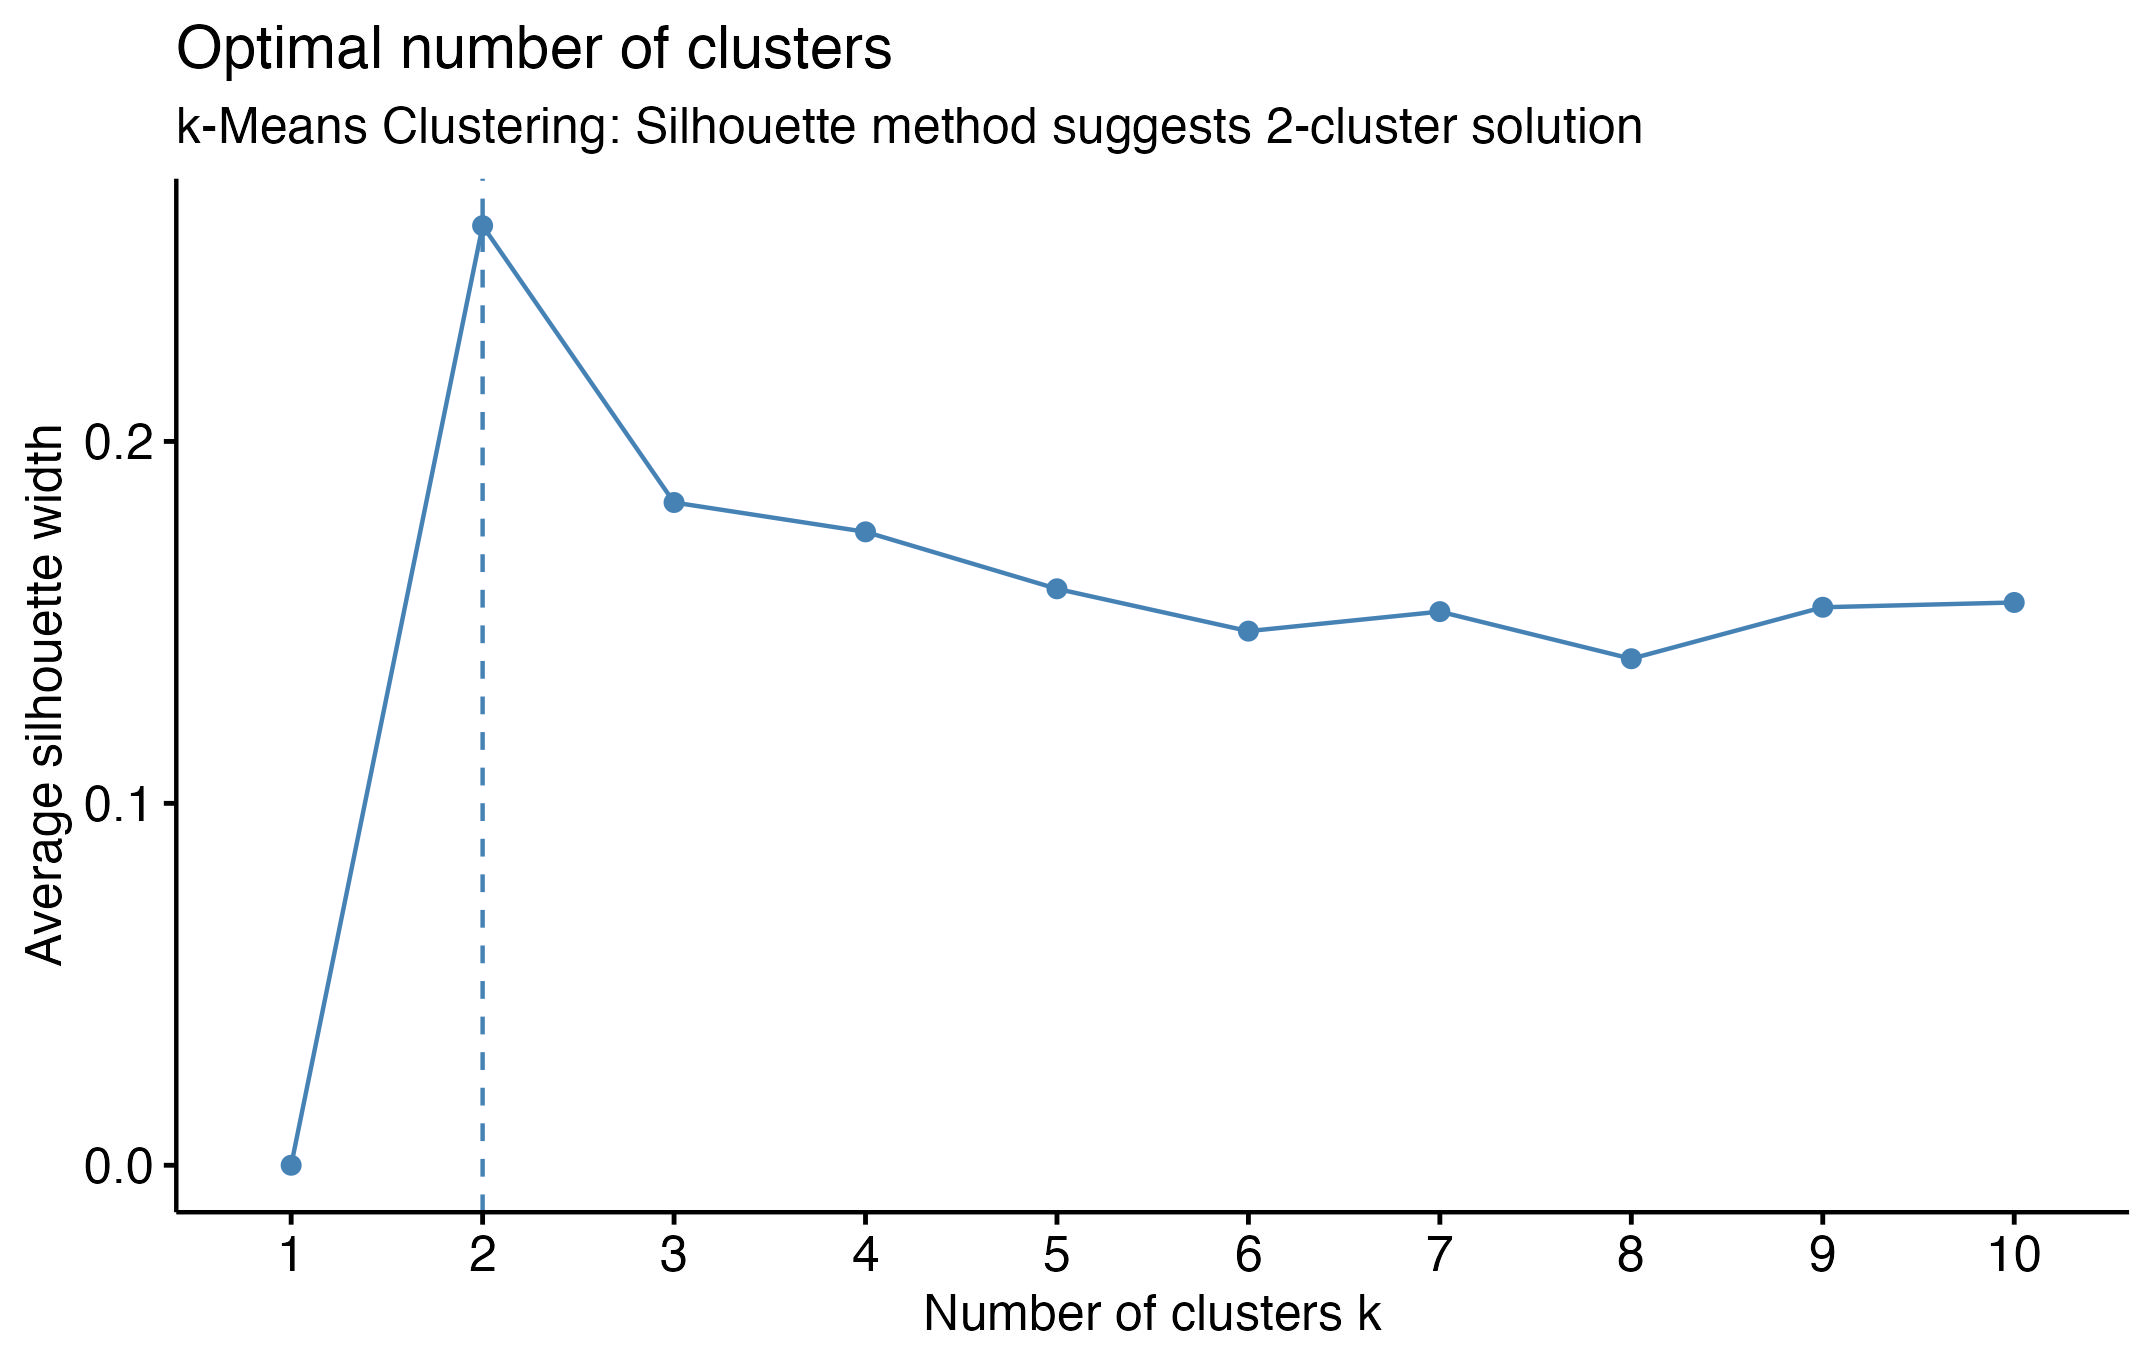 Optimal number of clusters
k-Means Clustering: Silhouette method suggests 2-cluster solution
Average silhouette width
0.2
0.1
0.0
1 2 3 4 5 6 7 8 9 10
Number of clusters k